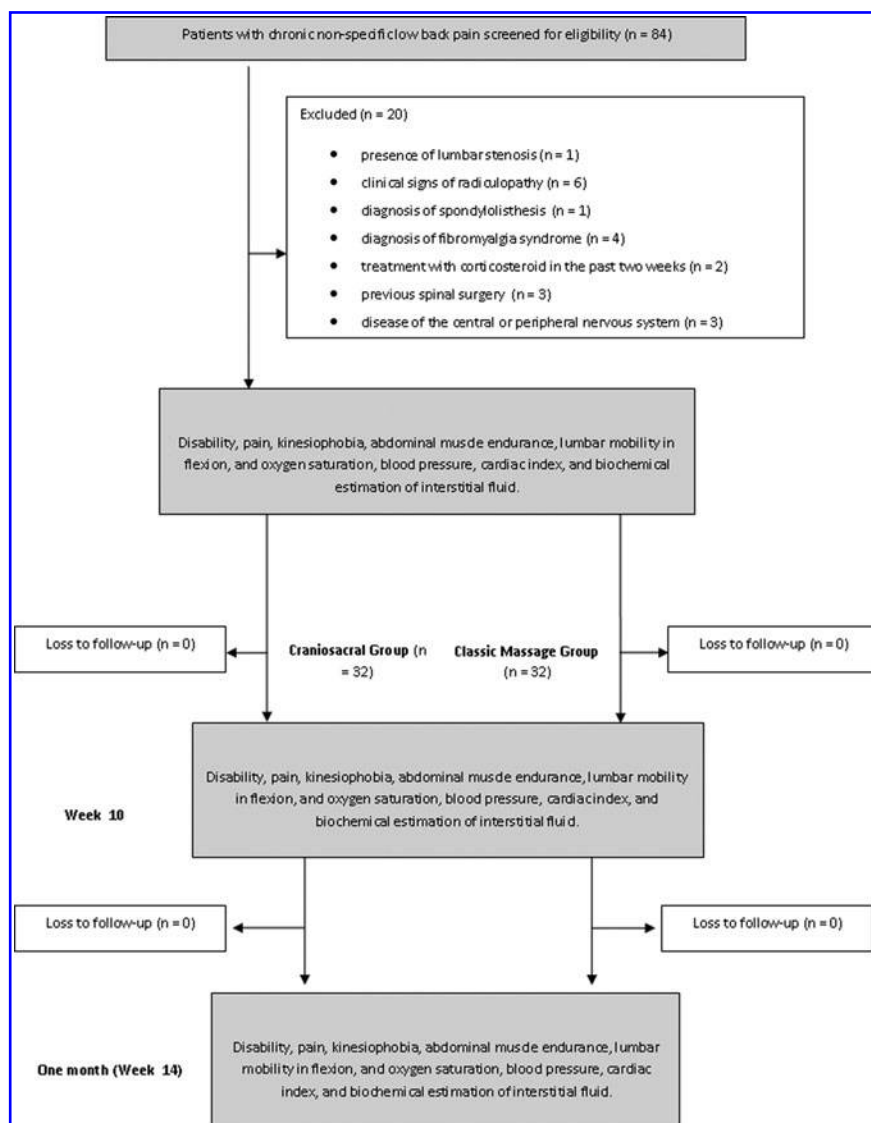 Patients with chronic non-specific low back pain screened for eligibility (n = 84)
Excluded (n = 20)
• presence of lumbar stenosis (n = 1)
• clinical signs of radiculopathy (n = 6)
• diagnosis of spondylolisthesis (n = 1)
• diagnosis of fibromyalgia syndrome (n = 4)
• treatment with corticosteroid in the past two weeks (n = 2)
• previous spinal surgery (n = 3)
• disease of the central or peripheral nervous system (n = 3)
Disability, pain, kinesiophobia, abdominal muscle endurance, lumbar mobility in
flexion, and oxygen saturation, blood pressure, cardiac index, and biochemical
estimation of interstitial fluid.
Loss to follow-up (n = 0)
Craniosacral Group (n
= 32)
Classic Massage Group
(n = 32)
Loss to follow-up (n = 0)
Week 10
Disability, pain, kinesiophobia, abdominal muscle endurance, lumbar mobility
in flexion, and oxygen saturation, blood pressure, cardiac index, and
biochemical estimation of interstitial fluid.
Loss to follow-up (n = 0)
Loss to follow-up (n = 0)
One month (Week 14)
Disability, pain, kinesiophobia, abdominal muscle endurance, lumbar
mobility in flexion, and oxygen saturation, blood pressure, cardiac
index, and biochemical estimation of interstitial fluid.